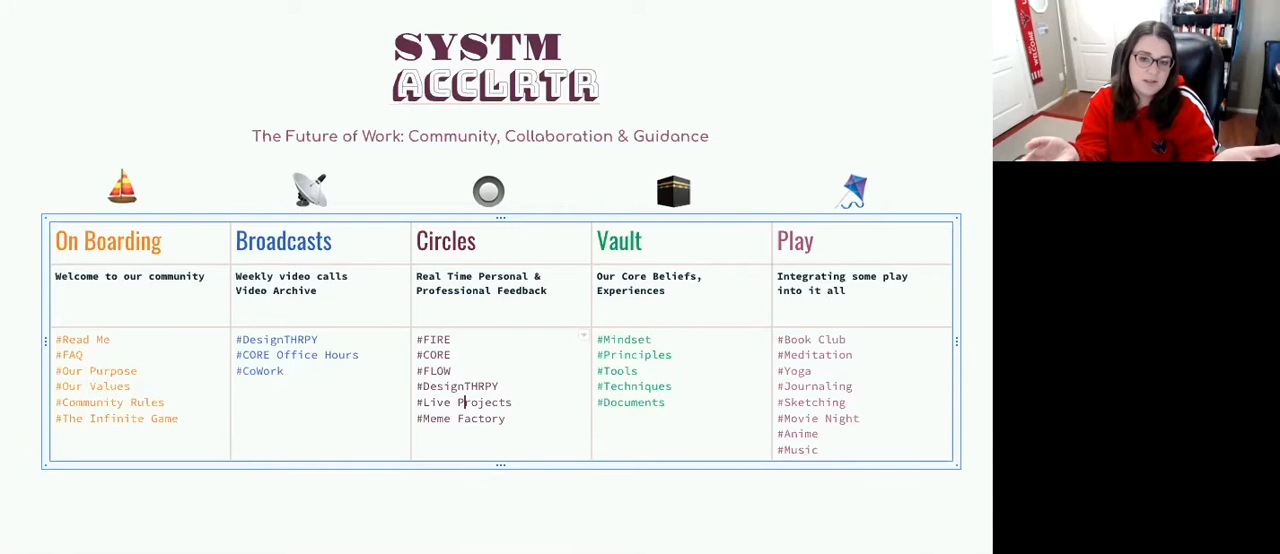 SYSTM
ACCLRTR
The Future of Work: Community, Collaboration & Guidance
On Boarding
Welcome to our community
#Read Me
#FAQ
#Our Purpose
#Our Values
#Community Rules
#The Infinite Game
Broadcasts
Weekly video calls
Video Archive
#DesignTHRPY
#CORE Office Hours
#CoWork
Circles
Real Time Personal &
Professional Feedback
#FIRE
#CORE
#FLOW
#DesignTHRPY
#Live Projects
#Meme Factory
Vault
Our Core Beliefs,
Experiences
#Mindset
#Principles
#Tools
#Techniques
#Documents
Play
Integrating some play
into it all
#Book Club
#Meditation
#Yoga
#Journaling
#Sketching
#Movie Night
#Anime
#Music
WELCOME